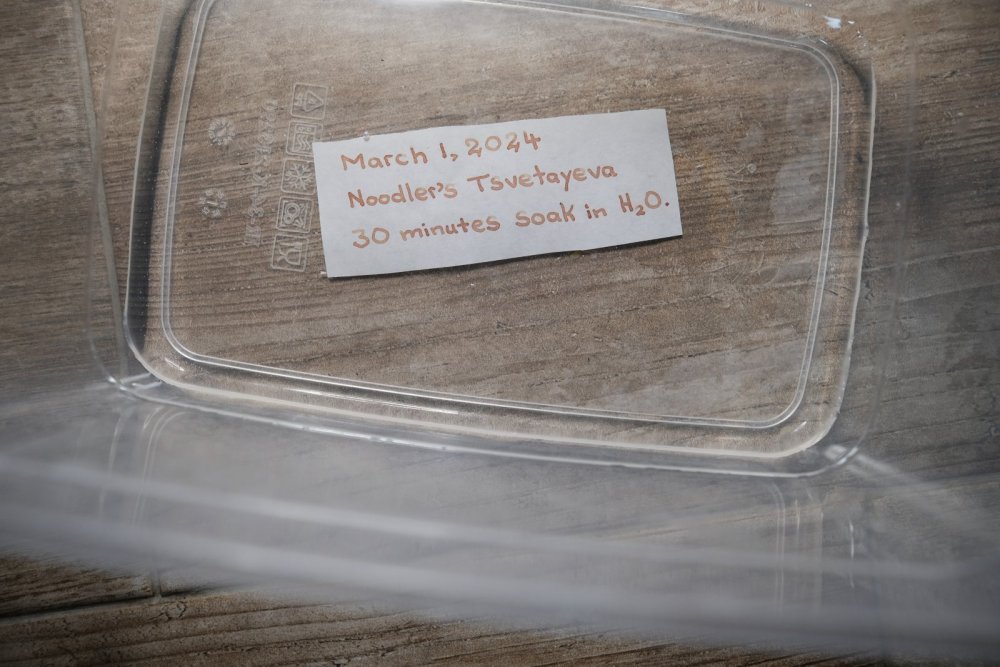 March 1, 2024
Noodler's Tsvetayeva
30 minutes soak in H₂O.